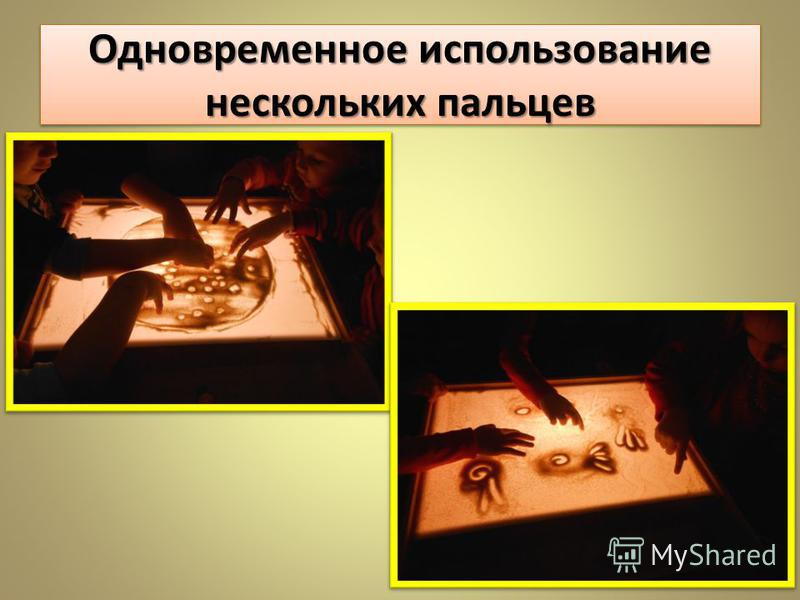 Одновременное использование
нескольких пальцев
MyShared